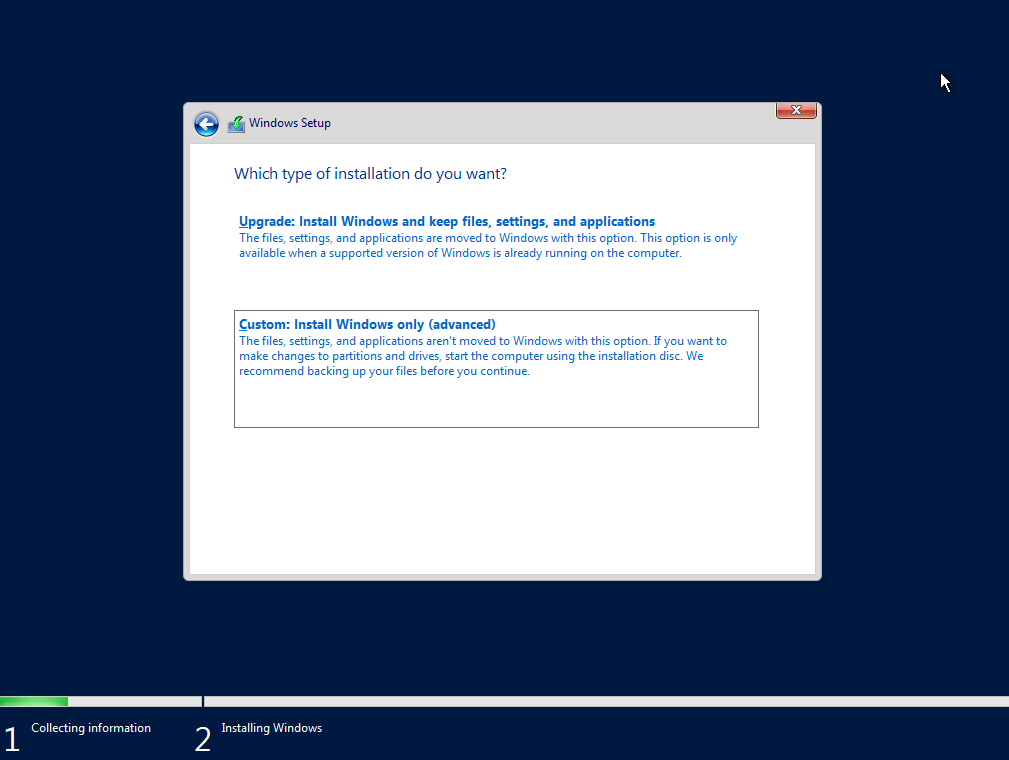 Windows Setup
Which type of installation do you want?
Upgrade: Install Windows and keep files, settings, and applications
The files, settings, and applications are moved to Windows with this option. This option is only
available when a supported version of Windows is already running on the computer.
Custom: Install Windows only (advanced)
The files, settings, and applications aren't moved to Windows with this option. If you want to
make changes to partitions and drives, start the computer using the installation disc. We
recommend backing up your files before you continue.
1 Collecting information
2 Installing Windows